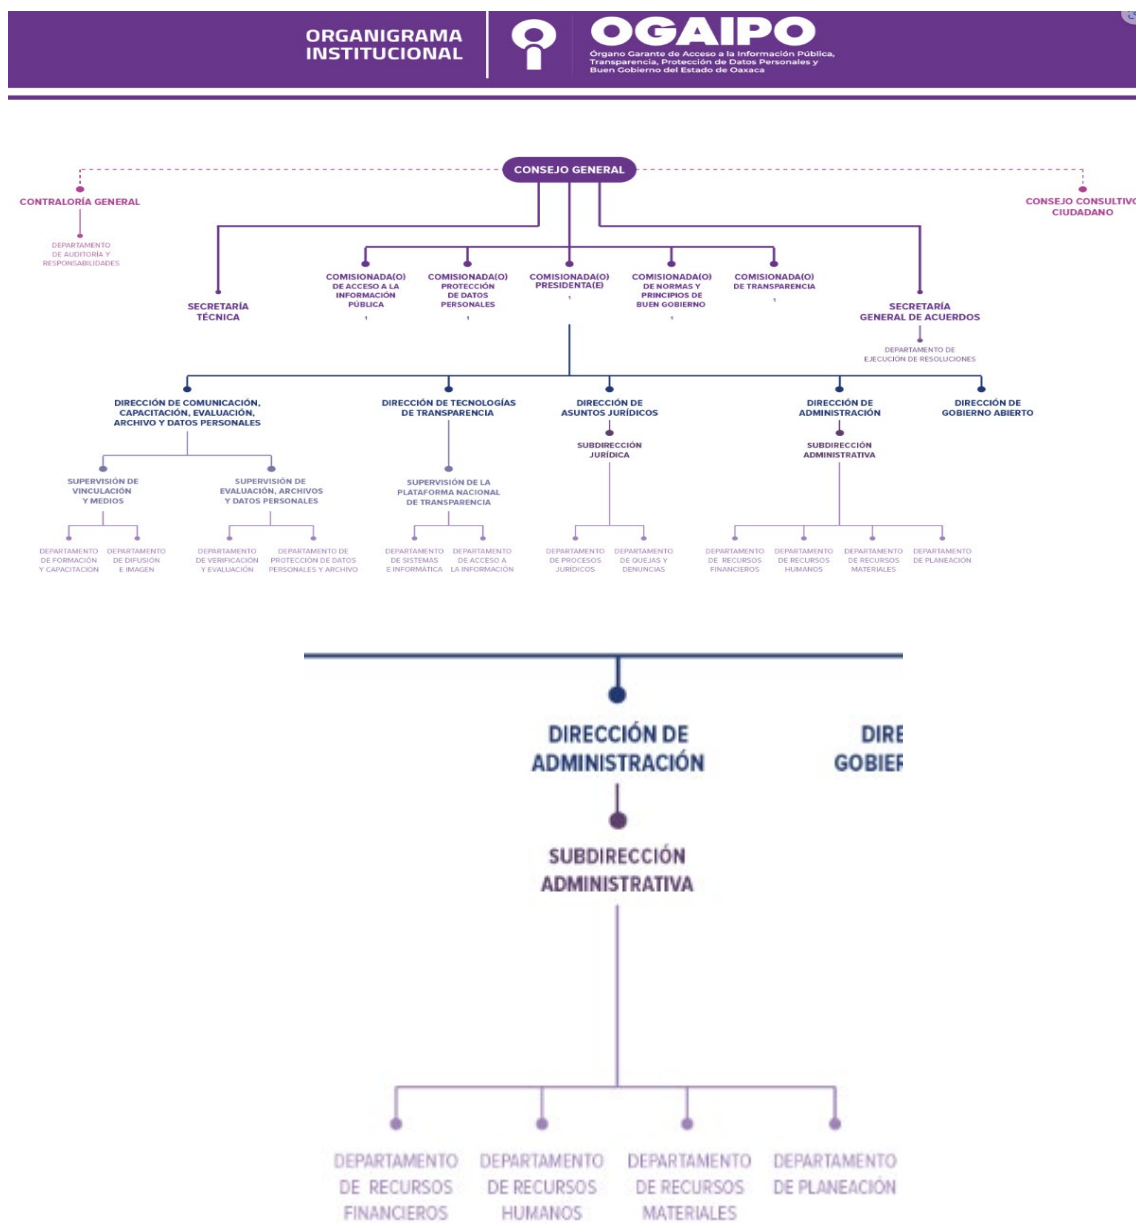 ORGANIGRAMA
INSTITUCIONAL
OGAIPO
Órgano Garante de Acceso a la Información Pública,
Transparencia, Protección de Datos Personales y
Buen Gobierno del Estado de Oaxaca
CONSEJO GENERAL
CONTRALORÍA GENERAL
DEPARTAMENTO
DE AUDITORÍA Y
RESPONSABILIDADES
CONSEJO CONSULTIVO
CIUDADANO
SECRETARÍA
TÉCNICA
COMISIONADA(O)
DE ACCESO A LA
INFORMACIÓN
PÚBLICA
1
COMISIONADA(O)
PROTECCIÓN
DE DATOS
PERSONALES
1
COMISIONADA(O)
PRESIDENTA(E)
1
COMISIONADA(O)
DE NORMAS Y
PRINCIPIOS DE
BUEN GOBIERNO
1
COMISIONADA(O)
DE TRANSPARENCIA
1
SECRETARÍA
GENERAL DE ACUERDOS
DEPARTAMENTO DE
EJECUCIÓN DE RESOLUCIONES
DIRECCIÓN DE COMUNICACIÓN,
CAPACITACIÓN, EVALUACIÓN,
ARCHIVO Y DATOS PERSONALES
DIRECCIÓN DE TECNOLOGÍAS
DE TRANSPARENCIA
DIRECCIÓN DE
ASUNTOS JURÍDICOS
DIRECCIÓN DE
ADMINISTRACIÓN
DIRECCIÓN DE
GOBIERNO ABIERTO
SUBDIRECCIÓN
JURÍDICA
SUBDIRECCIÓN
ADMINISTRATIVA
SUPERVISIÓN DE
VINCULACIÓN
Y MEDIOS
SUPERVISIÓN DE
EVALUACIÓN, ARCHIVOS
Y DATOS PERSONALES
SUPERVISIÓN DE LA
PLATAFORMA NACIONAL
DE TRANSPARENCIA
DEPARTAMENTO
DE FORMACIÓN
Y CAPACITACIÓN
DEPARTAMENTO
DE DIFUSIÓN
E IMAGEN
DEPARTAMENTO
DE VERIFICACIÓN
Y EVALUACIÓN
DEPARTAMENTO DE
PROTECCIÓN DE DATOS
PERSONALES Y ARCHIVO
DEPARTAMENTO
DE SISTEMAS
E INFORMÁTICA
DEPARTAMENTO
DE ACCESO A
LA INFORMACIÓN
DEPARTAMENTO
DE PROCESOS
JURÍDICOS
DEPARTAMENTO
DE QUEJAS Y
DENUNCIAS
DEPARTAMENTO
DE RECURSOS
FINANCIEROS
DEPARTAMENTO
DE RECURSOS
HUMANOS
DEPARTAMENTO
DE RECURSOS
MATERIALES
DEPARTAMENTO
DE PLANEACIÓN
DIRECCIÓN DE
ADMINISTRACIÓN
DIRE
GOBIER
SUBDIRECCIÓN
ADMINISTRATIVA
DEPARTAMENTO
DE RECURSOS
FINANCIEROS
DEPARTAMENTO
DE RECURSOS
HUMANOS
DEPARTAMENTO
DE RECURSOS
MATERIALES
DEPARTAMENTO
DE PLANEACIÓN